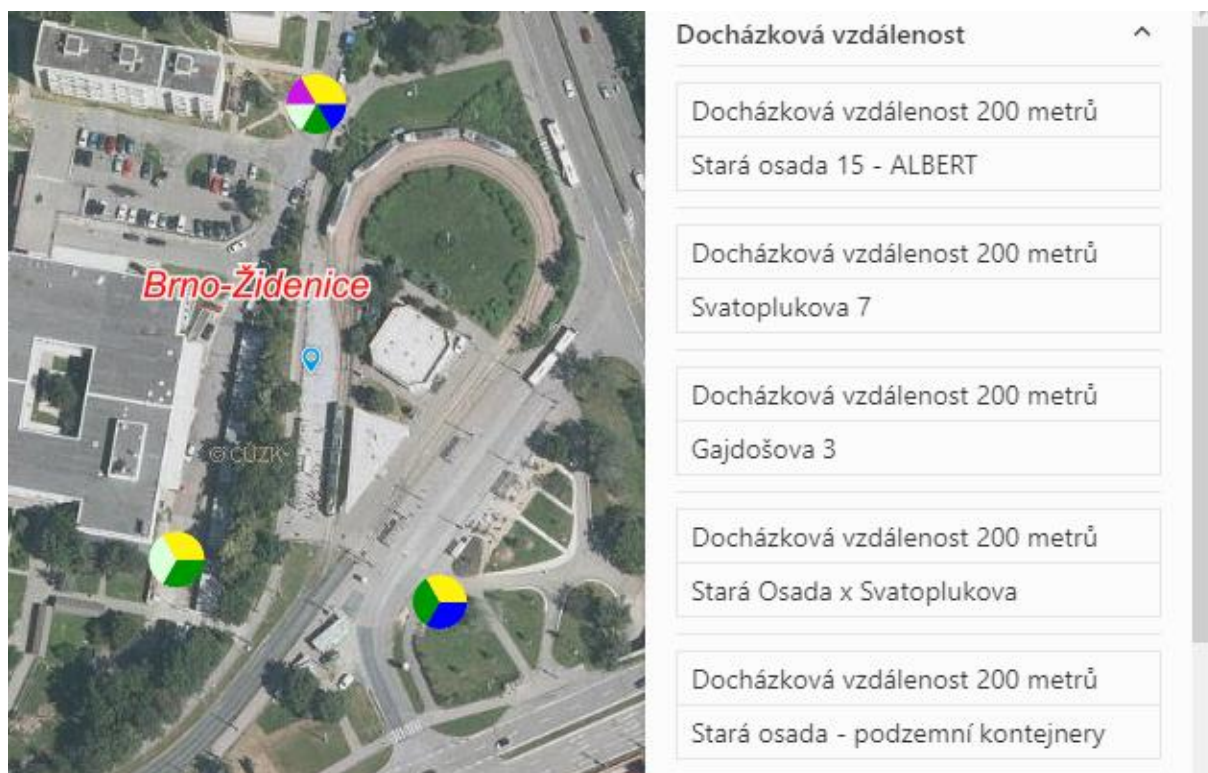 Brno-Židenice
© ČÚZK
Docházková vzdálenost
Docházková vzdálenost 200 metrů
Stará osada 15 - ALBERT
Docházková vzdálenost 200 metrů
Svatoplukova 7
Docházková vzdálenost 200 metrů
Gajdošova 3
Docházková vzdálenost 200 metrů
Stará Osada x Svatoplukova
Docházková vzdálenost 200 metrů
Stará osada - podzemní kontejnery